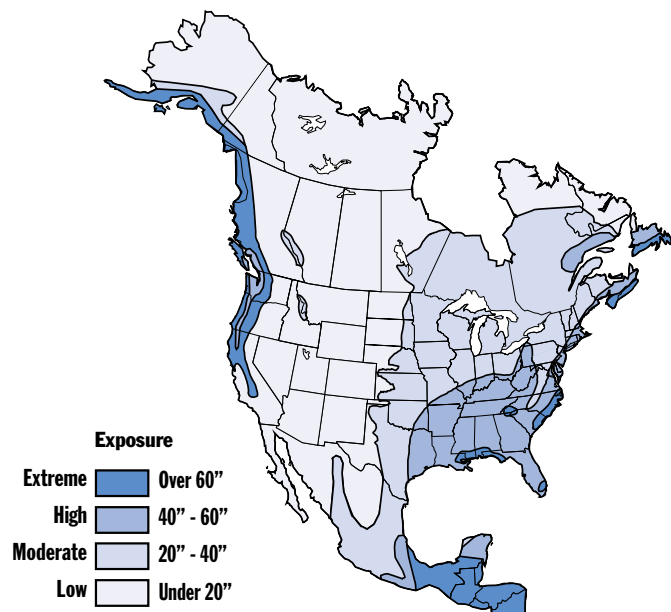 Exposure
Extreme Over 60”
High 40” - 60”
Moderate 20” - 40”
Low Under 20”